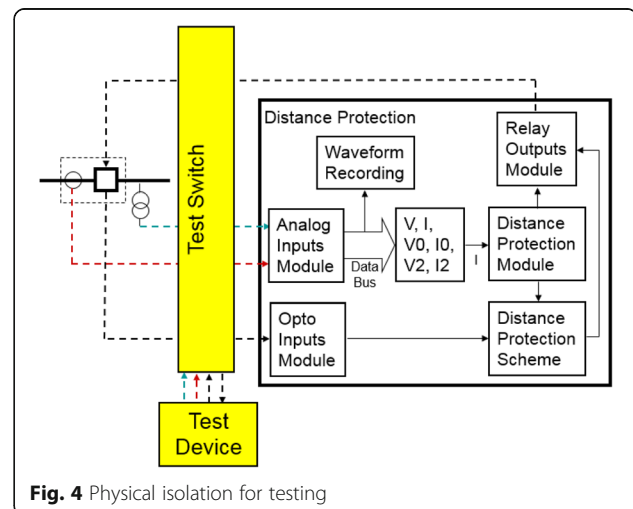 Test Switch
Distance Protection
Waveform
Recording
Relay
Outputs
Module
Analog
Inputs
Module
Data
Bus
V, I,
V0, I0,
V2, I2
I
Distance
Protection
Module
Opto
Inputs
Module
Distance
Protection
Scheme
Test
Device
Fig. 4 Physical isolation for testing